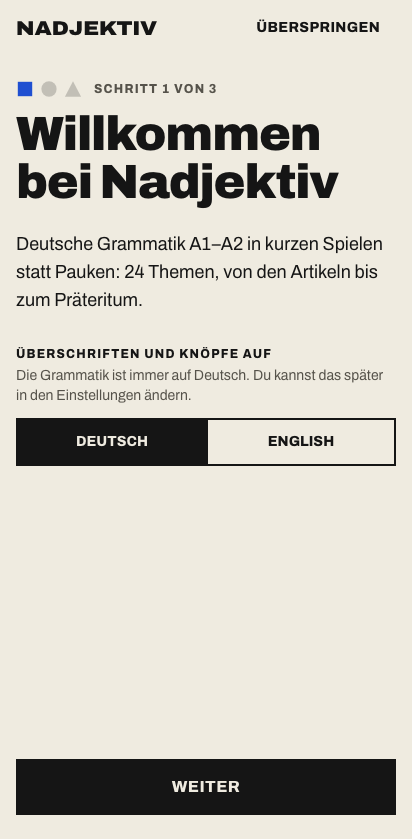 NADJEKTIV
ÜBERSPRINGEN
SCHRITT 1 VON 3
Willkommen
bei Nadjektiv
Deutsche Grammatik A1–A2 in kurzen Spielen
statt Pauken: 24 Themen, von den Artikeln bis
zum Präteritum.
ÜBERSCHRIFTEN UND KNÖPFE AUF
Die Grammatik ist immer auf Deutsch. Du kannst das später
in den Einstellungen ändern.
DEUTSCH
ENGLISH
WEITER